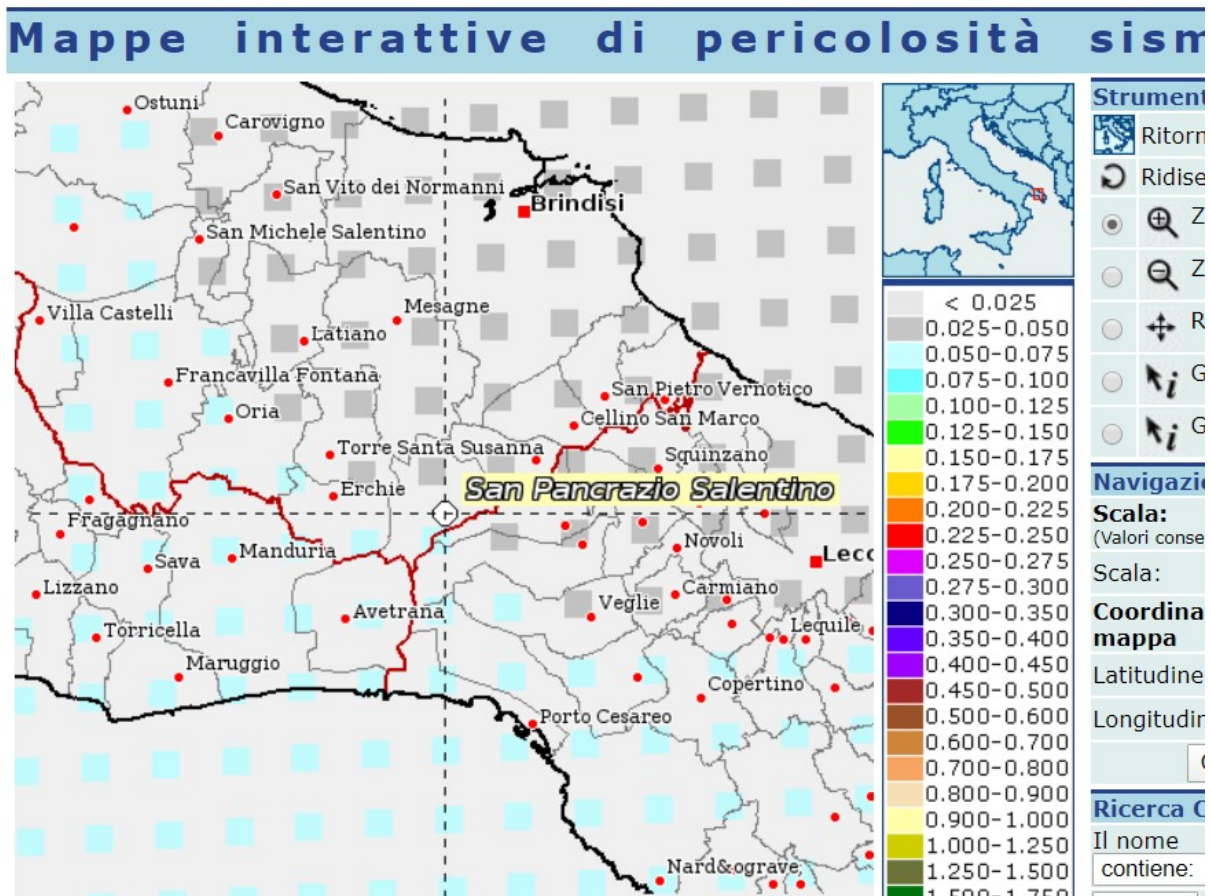 Mappe interattive di pericolosità sism
Ostuni
Carovigno
San Vito dei Normanni
Brindisi
San Michele Salentino
Villa Castelli
Mesagne
Latiano
Francavilla Fontana
Oria
San Pietro Vernotico
Cellino San Marco
Torre Santa Susanna
Squinzano
Erchie
San Pancrazio Salentino
Fragagnano
Novoli
Manduria
Lecc
Sava
Lizzano
Carmiano
Veglie
Avetrana
Torricella
Lequile
Maruggio
Copertino
Porto Cesareo
Nard&ograve
< 0.025
0.025-0.050
0.050-0.075
0.075-0.100
0.100-0.125
0.125-0.150
0.150-0.175
0.175-0.200
0.200-0.225
0.225-0.250
0.250-0.275
0.275-0.300
0.300-0.350
0.350-0.400
0.400-0.450
0.450-0.500
0.500-0.600
0.600-0.700
0.700-0.800
0.800-0.900
0.900-1.000
1.000-1.250
1.250-1.500
1.500-1.750
Strument
Ritorn
Ridise
Z
Z
R
G
G
Navigazio
Scala:
(Valori conse
Scala:
Coordina
mappa
Latitudine
Longitudin
Ricerca C
Il nome
contiene: